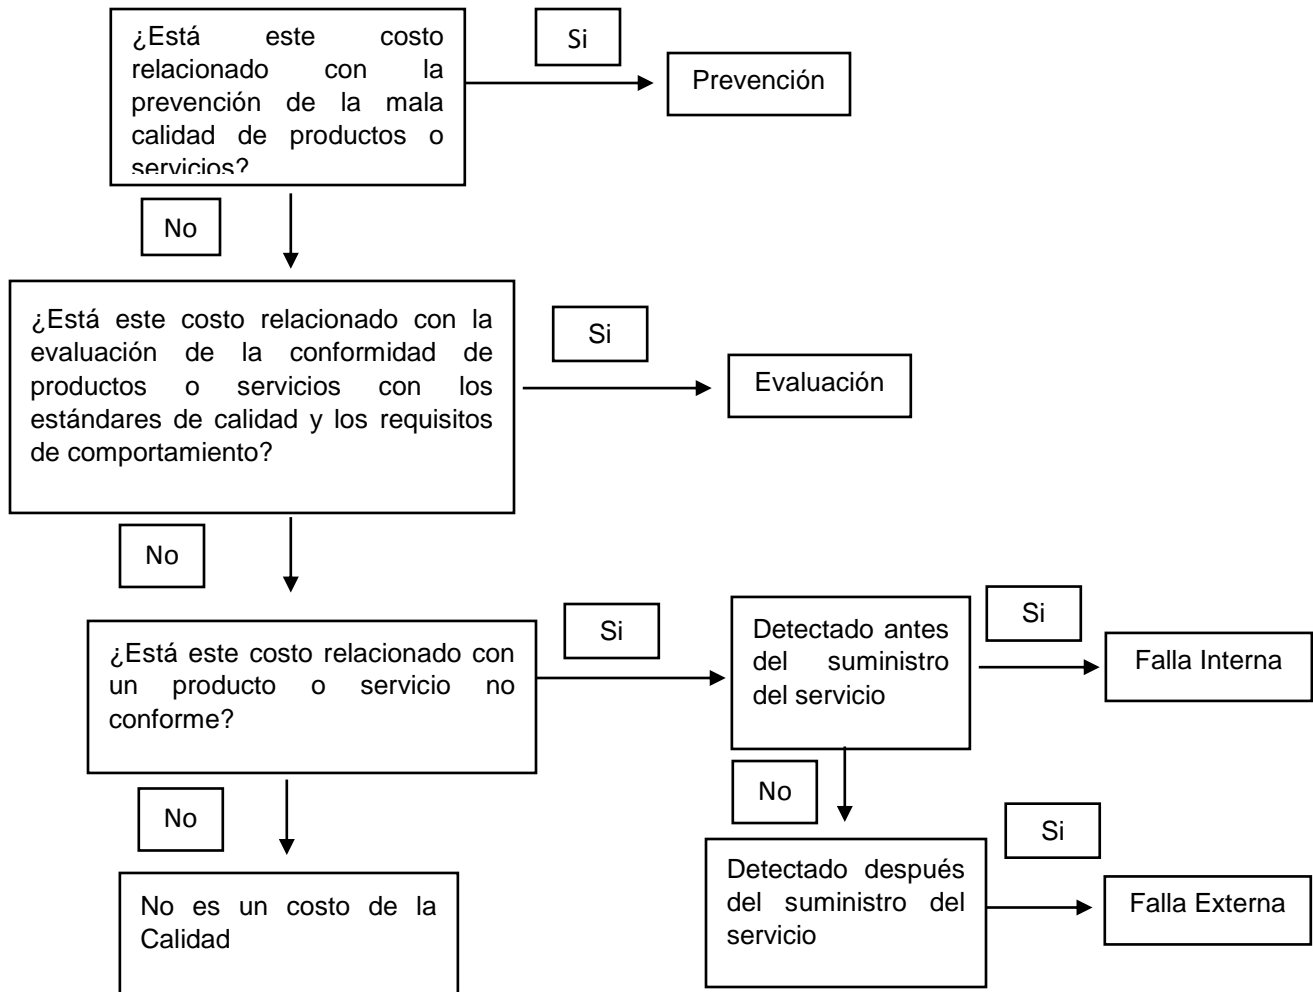 ¿Está este costo
relacionado con la
prevención de la mala
calidad de productos o
servicios?
Si
Prevención
No
¿Está este costo relacionado con la
evaluación de la conformidad de
productos o servicios con los
estándares de calidad y los requisitos
de comportamiento?
Si
Evaluación
No
¿Está este costo relacionado con
un producto o servicio no
conforme?
Si
Detectado antes
del suministro
del servicio
Si
Falla Interna
No
No es un costo de la
Calidad
No
Detectado después
del suministro del
servicio
Si
Falla Externa